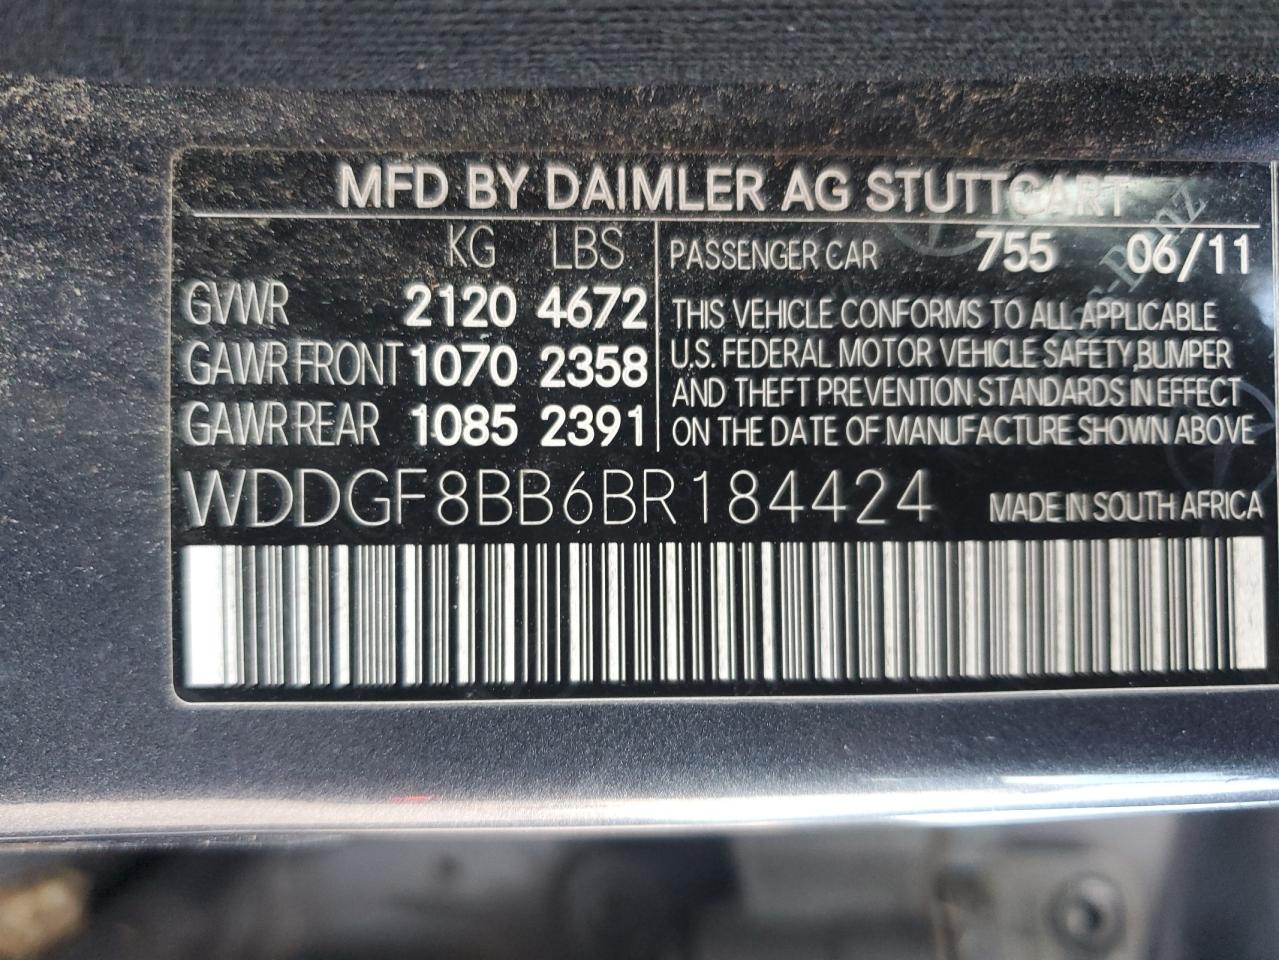 MFD BY DAIMLER AG STUTTGART
KG LBS
GVWR 2120 4672
GAWR FRONT 1070 2358
GAWR REAR 1085 2391
PASSENGER CAR 755 06/11
THIS VEHICLE CONFORMS TO ALL APPLICABLE
U.S. FEDERAL MOTOR VEHICLE SAFETY,BUMPER
AND THEFT PREVENTION STANDARDS IN EFFECT
ON THE DATE OF MANUFACTURE SHOWN ABOVE
WDDGF8BB6BR184424 MADE IN SOUTH AFRICA